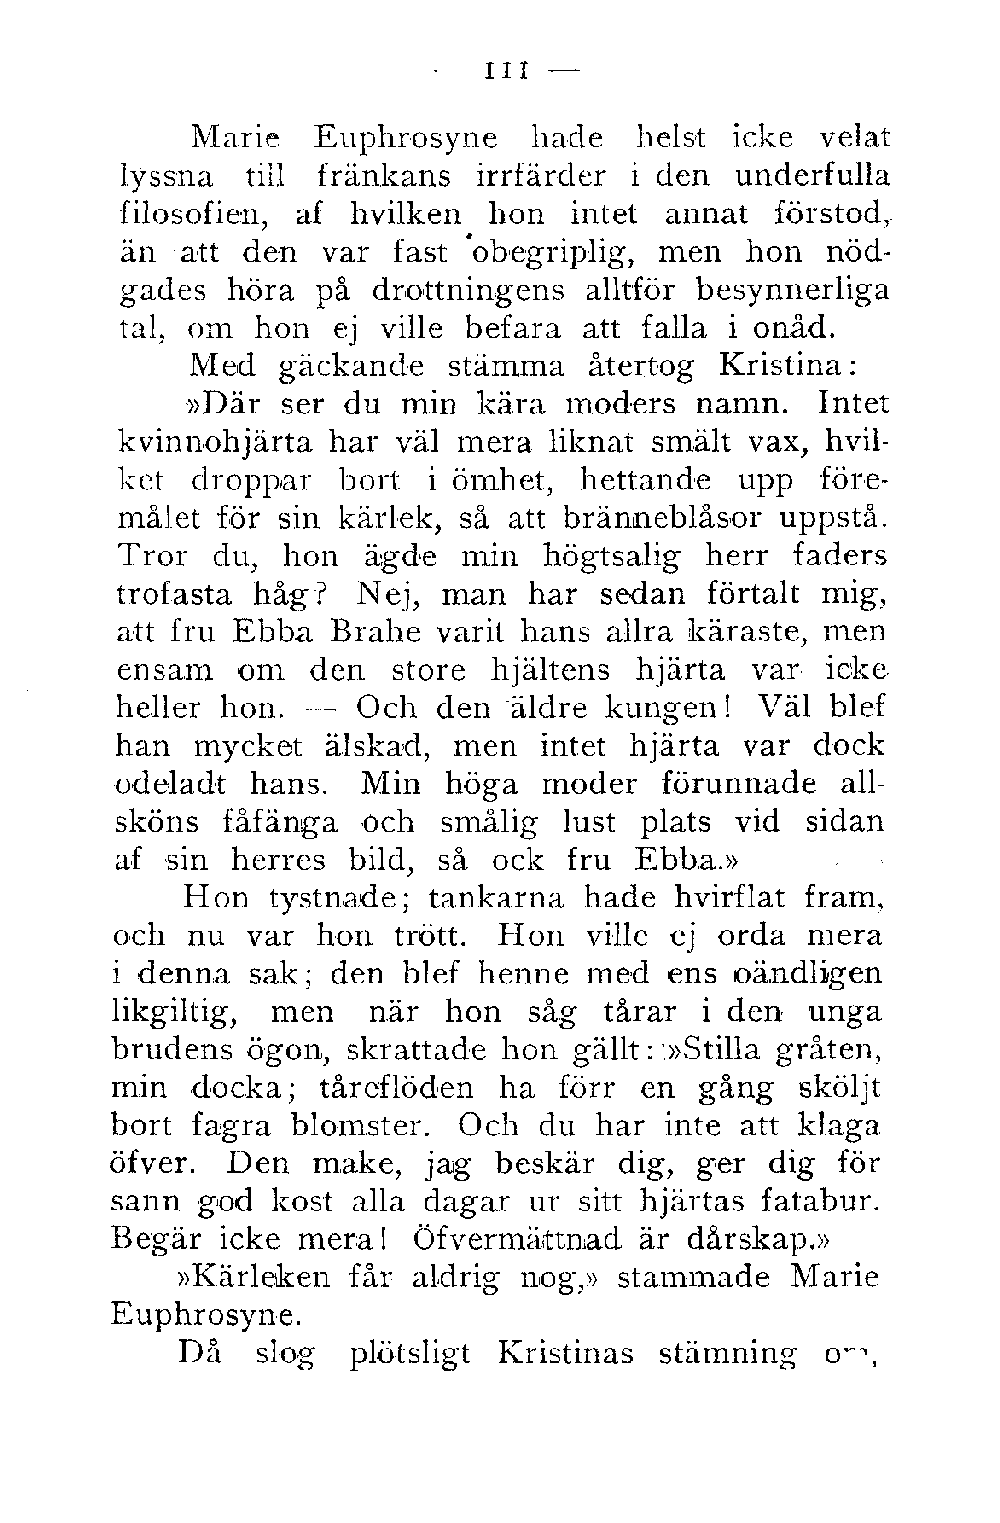 111 —
Marie Euphrosyne hade helst icke velat
lyssna till fränkans irrfärder i den underfulla
filosofien, af hvilken hon intet annat förstod,
än att den var fast obegriplig, men hon nöd-
gades höra på drottningens alltför besynnerliga
tal, om hon ej ville befara att falla i onåd.
Med gäckande stämma återtog Kristina:
»Där ser du min kära moders namn. Intet
kvinnohjärta har väl mera liknat smält vax, hvil-
ket droppar bort i ömhet, hettande upp före-
målet för sin kärlek, så att bränneblåsor uppstå.
Tror du, hon ägde min högtsalig herr faders
trofasta håg? Nej, man har sedan förtalt mig,
att fru Ebba Brahe varit hans allra käraste, men
ensam om den store hjältens hjärta var icke
heller hon. — Och den äldre kungen! Väl blef
han mycket älskad, men intet hjärta var dock
odeladt hans. Min höga moder förunnade all-
sköns fåfänga och smålig lust plats vid sidan
af sin herres bild, så ock fru Ebba.»
Hon tystnade; tankarna hade hvirflat fram,
och nu var hon trött. Hon ville ej orda mera
i denna sak; den blef henne med ens oändligen
likgiltig, men när hon såg tårar i den unga
brudens ögon, skrattade hon gällt: »Stilla gråten,
min docka; tåreflöden ha förr en gång sköljt
bort fagra blomster. Och du har inte att klaga
öfver. Den make, jag beskär dig, ger dig för
sann god kost alla dagar ur sitt hjärtas fatabur.
Begär icke mera! Öfvermättnad är dårskap.»
»Kärleken får aldrig nog,» stammade Marie
Euphrosyne.
Då slog plötsligt Kristinas stämning om,